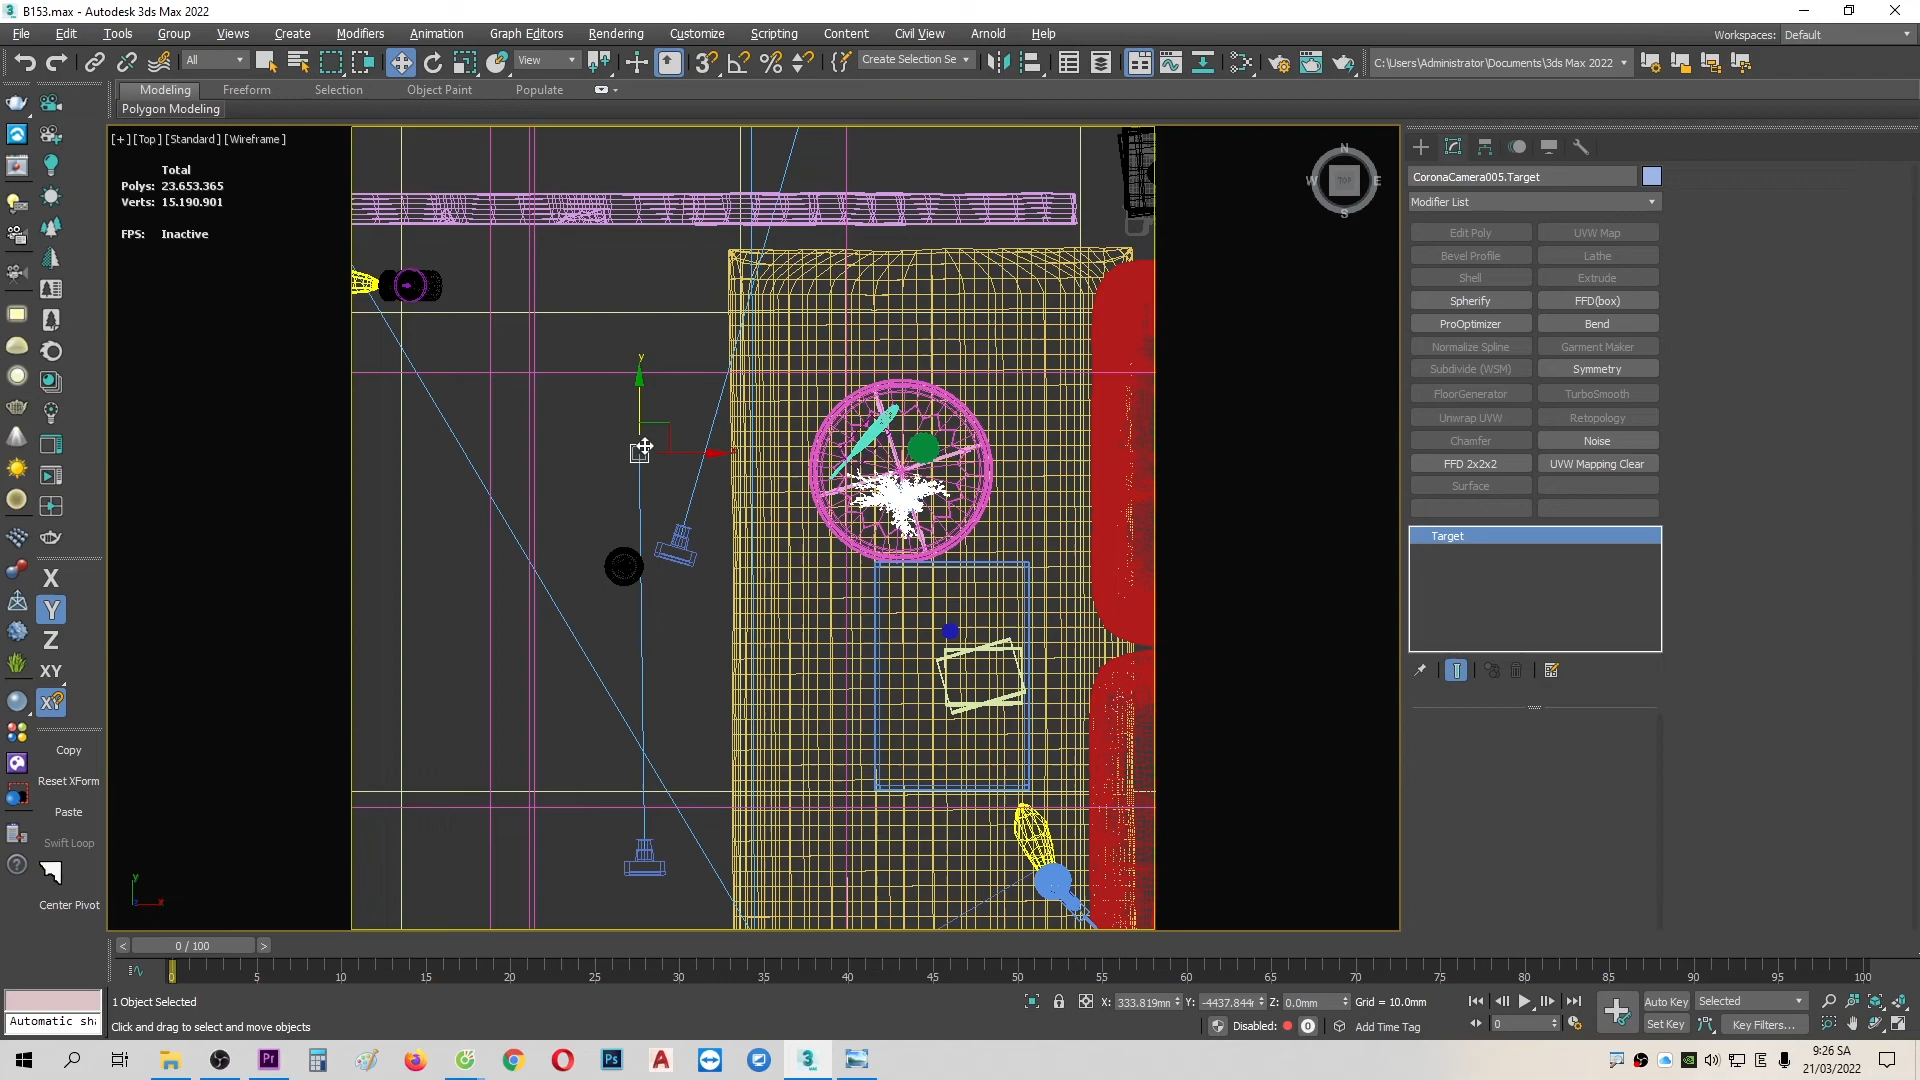 B153.max - Autodesk 3ds Max 2022
File Edit Tools Group Views Create Modifiers Animation Graph Editors Rendering Customize Scripting Content Civil View Arnold Help
Workspaces: Default
All View Create Selection Se C:\Users\Administrator\Documents\3ds Max 2022
Modeling Freeform Selection Object Paint Populate
Polygon Modeling
[+] [Top] [Standard] [Wireframe]
Total
Polys: 23.653.365
Verts: 15.190.901
FPS: Inactive
N
W TOP E
S
y
CoronaCamera005.Target
Modifier List
Edit Poly UVW Map
Bevel Profile Lathe
Shell Extrude
Spherify FFD(box)
ProOptimizer Bend
Normalize Spline Garment Maker
Subdivide (WSM) Symmetry
FloorGenerator TurboSmooth
Unwrap UVW Retopology
Chamfer Noise
FFD 2x2x2 UVW Mapping Clear
Surface
Target
X
Y
Z
XY
XY
Copy
Reset XForm
Paste
Swift Loop
Center Pivot
y
x
< 0 / 100 >
0 5 10 15 20 25 30 35 40 45 50 55 60 65 70 75 80 85 90 95 100
1 Object Selected
X: 333.819mn Y: -4437.844r Z: 0.0mm Grid = 10.0mm
Auto Key Selected
Automatic sha
Click and drag to select and move objects
Disabled: 0 Add Time Tag
0 Set Key Key Filters...
9:26 SA
21/03/2022